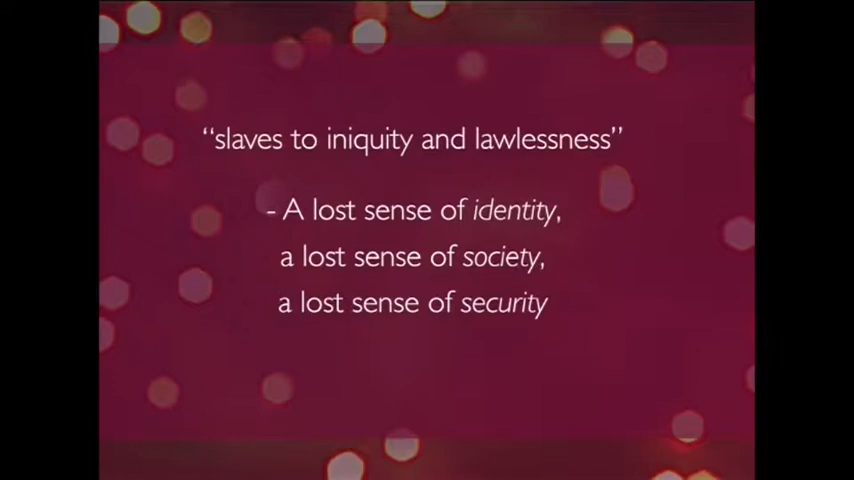 “slaves to iniquity and lawlessness”
- A lost sense of identity,
a lost sense of society,
a lost sense of security